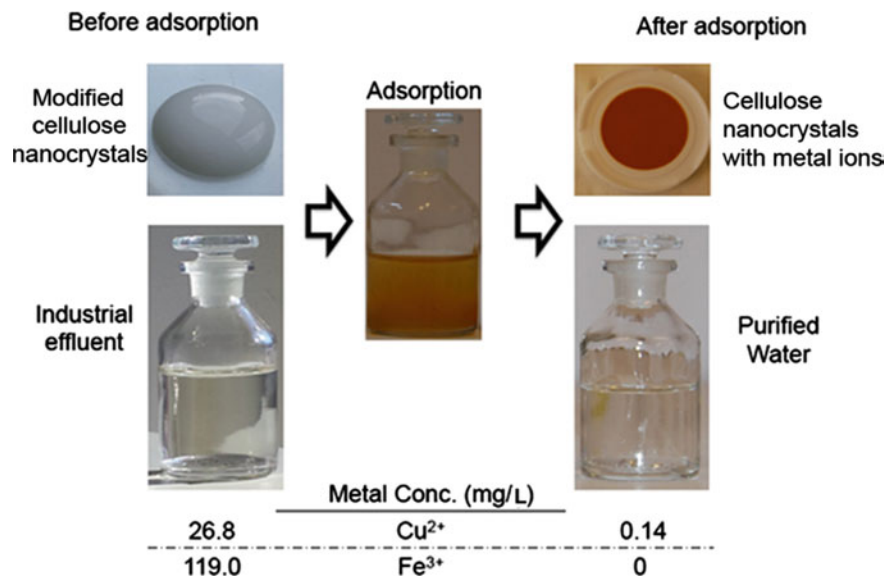 Before adsorption
After adsorption
Modified
cellulose
nanocrystals
Adsorption
Cellulose
nanocrystals
with metal ions
Industrial
effluent
Purified
Water
Metal Conc. (mg/L)
26.8 Cu²⁺ 0.14
119.0 Fe³⁺ 0